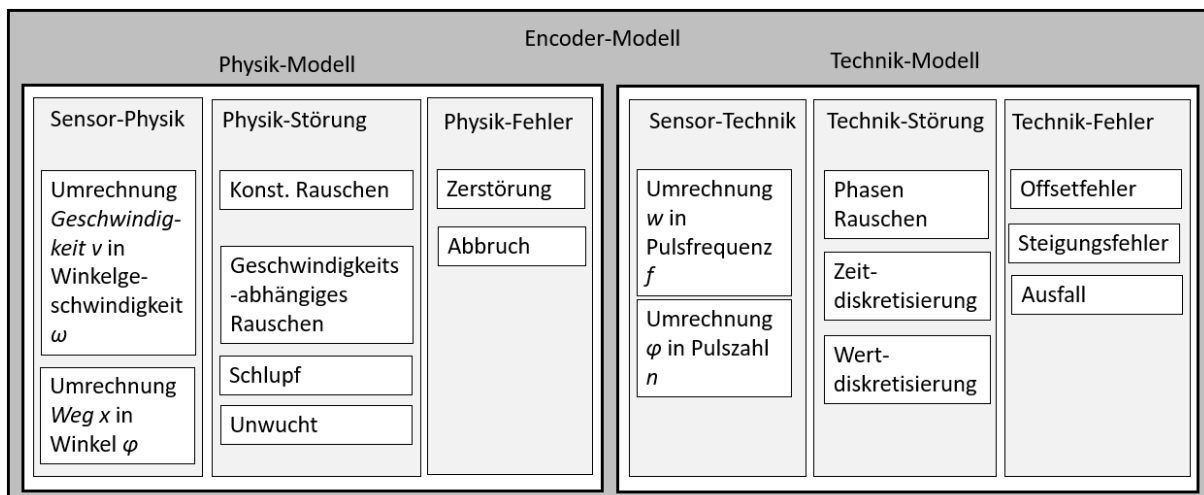 Encoder-Modell
Physik-Modell
Technik-Modell
Sensor-Physik
Umrechnung
Geschwindig-
keit v in
Winkelge-
schwindigkeit
ω
Umrechnung
Weg x in
Winkel φ
Physik-Störung
Konst. Rauschen
Geschwindigkeits
-abhängiges
Rauschen
Schlupf
Unwucht
Physik-Fehler
Zerstörung
Abbruch
Sensor-Technik
Umrechnung
w in
Pulsfrequenz
f
Umrechnung
φ in Pulszahl
n
Technik-Störung
Phasen
Rauschen
Zeit-
diskretisierung
Wert-
diskretisierung
Technik-Fehler
Offsetfehler
Steigungsfehler
Ausfall